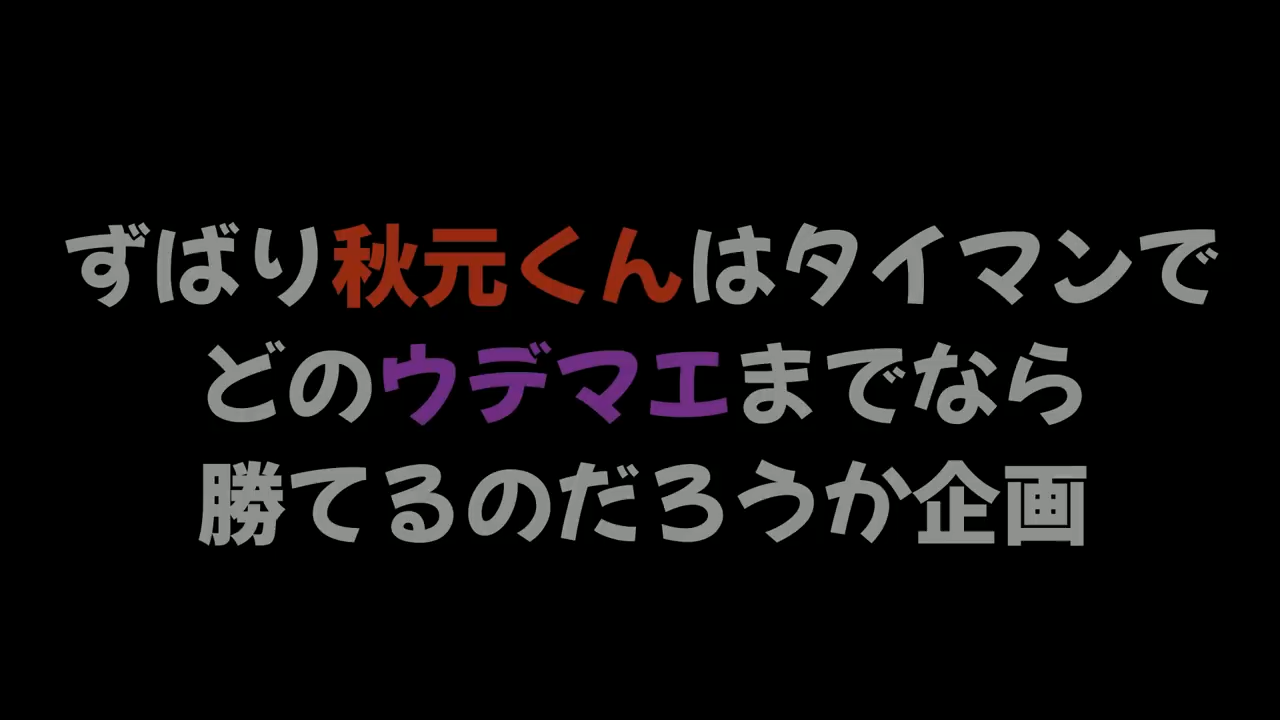 ずばり秋元くんはタイマンで
どのウデマエまでなら
勝てるのだろうか企画